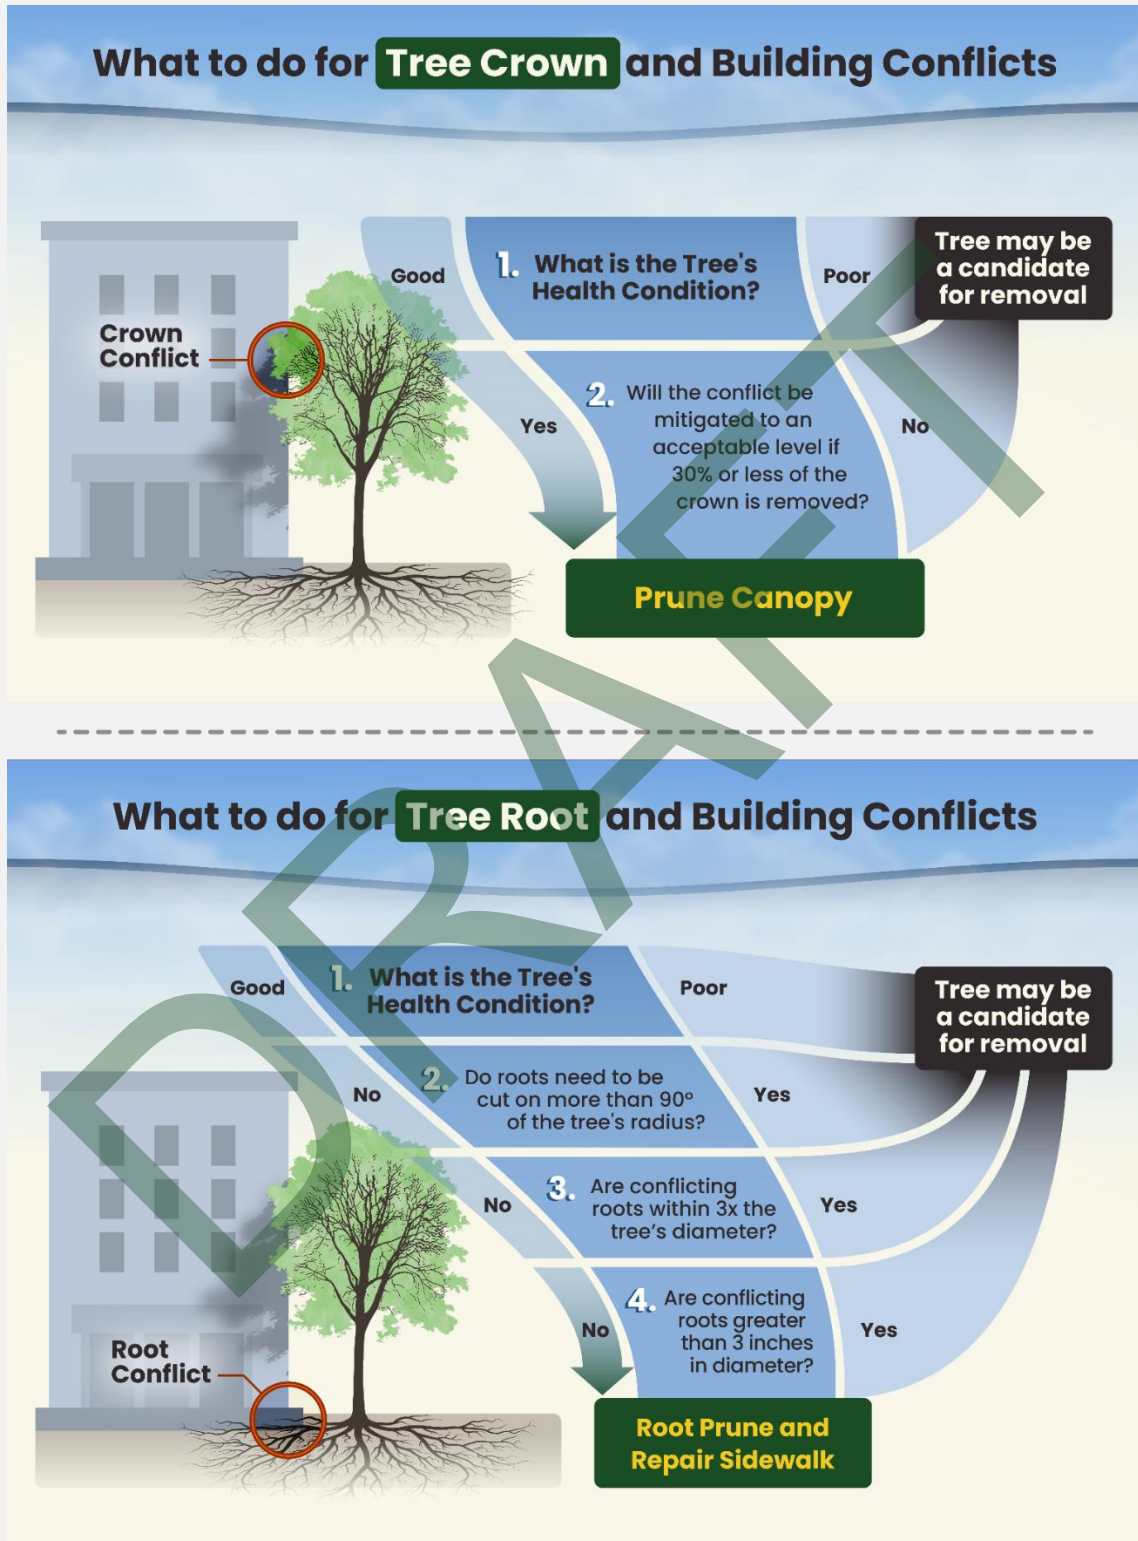 What to do for Tree Crown and Building Conflicts
Crown
Conflict
Good
1. What is the Tree's
Health Condition?
Poor
Tree may be
a candidate
for removal
Yes
2. Will the conflict be
mitigated to an
acceptable level if
30% or less of the
crown is removed?
No
Prune Canopy
DRAFT
What to do for Tree Root and Building Conflicts
Good
1. What is the Tree's
Health Condition?
Poor
Tree may be
a candidate
for removal
No
2. Do roots need to be
cut on more than 90º
of the tree's radius?
Yes
No
3. Are conflicting
roots within 3x the
tree’s diameter?
Yes
No
4. Are conflicting
roots greater
than 3 inches
in diameter?
Yes
Root
Conflict
Root Prune and
Repair Sidewalk